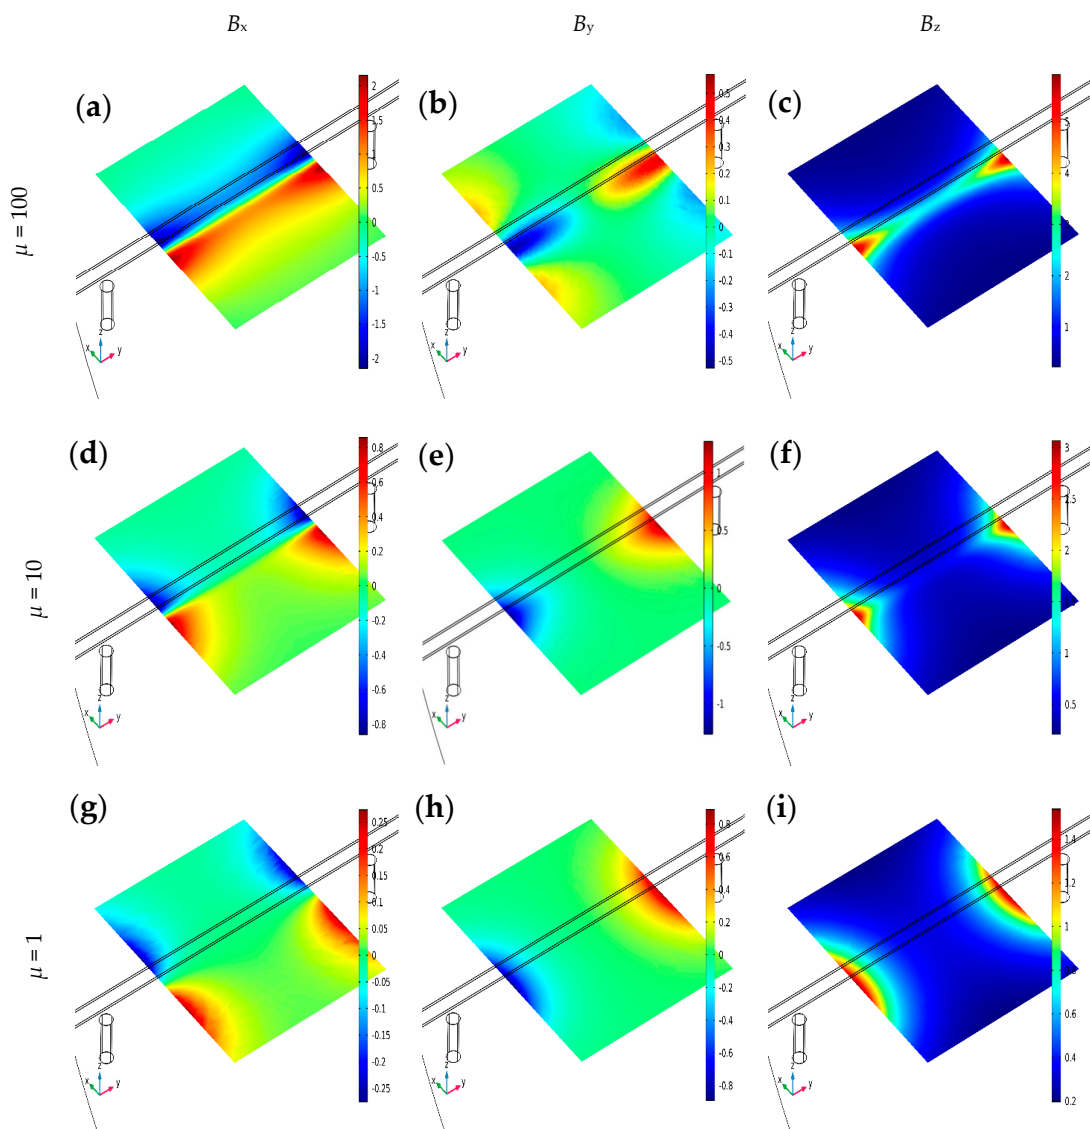 Bx By Bz
μ = 100
(a)
2
1.5
1
0.5
0
-0.5
-1
-1.5
-2
z
x y
(b)
0.5
0.4
0.3
0.2
0.1
0
-0.1
-0.2
-0.3
-0.4
-0.5
z
x y
(c)
4
2
1
z
x y
μ = 10
(d)
0.8
0.6
0.4
0.2
0
-0.2
-0.4
-0.6
-0.8
z
x y
(e)
1
0.5
0
-0.5
-1
z
x y
(f)
3
2.5
2
1
0.5
z
x y
μ = 1
(g)
0.25
0.2
0.15
0.1
0.05
0
-0.05
-0.1
-0.15
-0.2
-0.25
z
x y
(h)
0.8
0.6
0.4
0.2
0
-0.2
-0.4
-0.6
-0.8
z
x y
(i)
1.4
1.2
1
0.6
0.4
0.2
z
x y